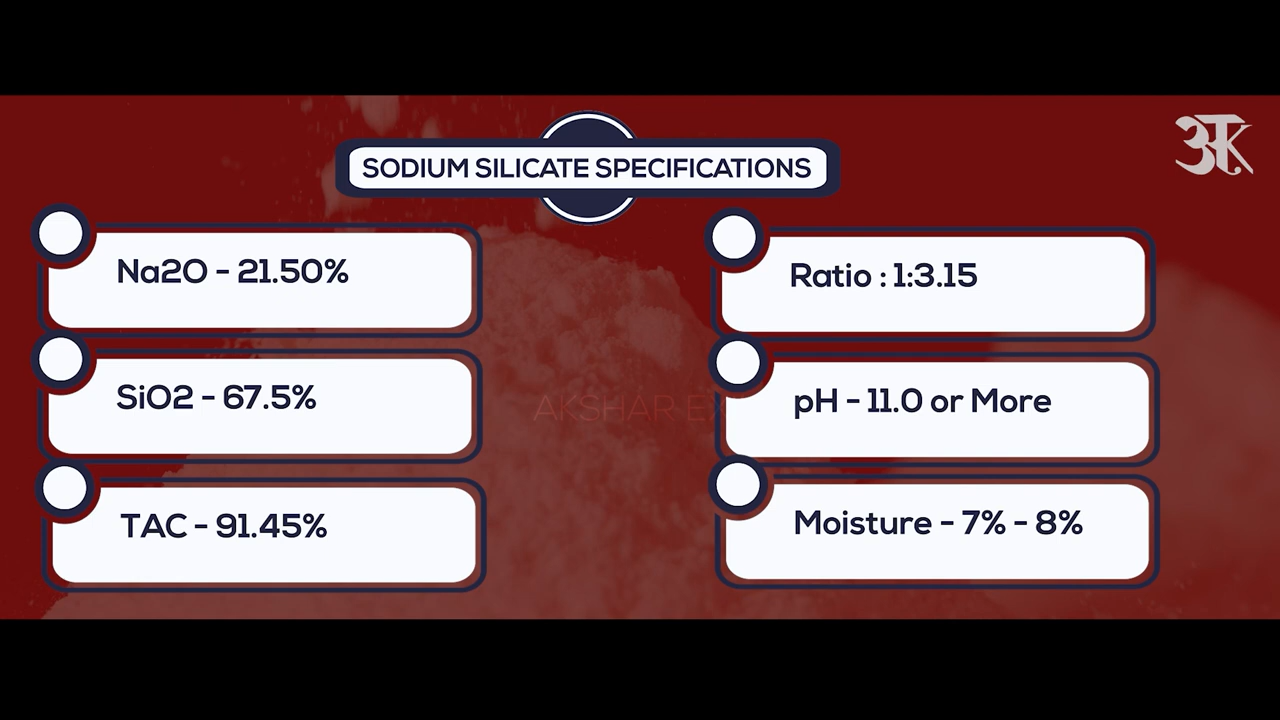 SODIUM SILICATE SPECIFICATIONS
Na2O - 21.50%
SiO2 - 67.5%
TAC - 91.45%
Ratio : 1:3.15
pH - 11.0 or More
Moisture - 7% - 8%
AKSHAR